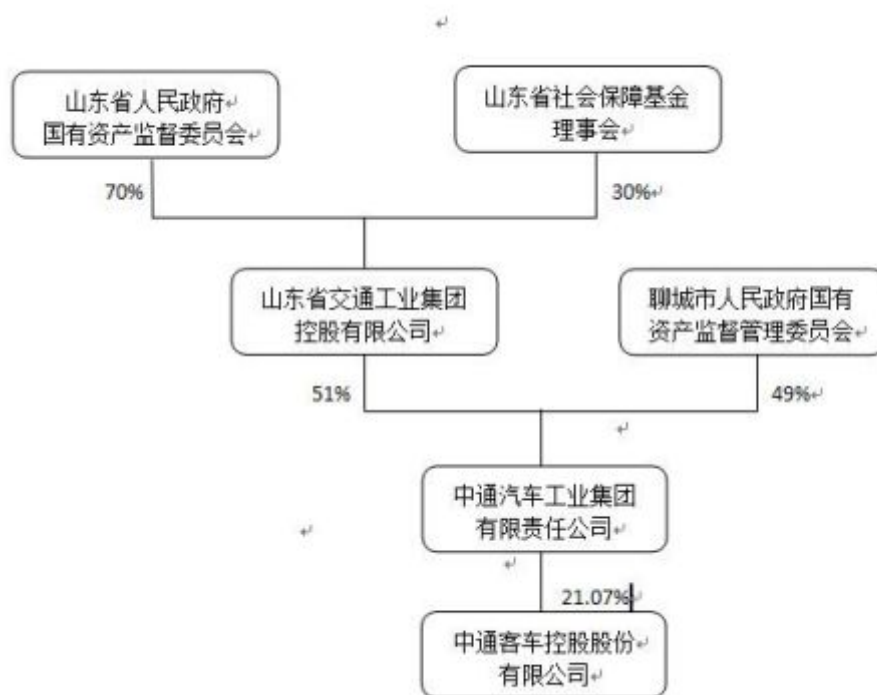 山东省人民政府
国有资产监督委员会
山东省社会保障基金
理事会
70%
30%
山东省交通工业集团
控股有限公司
聊城市人民政府国有
资产监督管理委员会
51%
49%
中通汽车工业集团
有限责任公司
21.07%
中通客车控股股份
有限公司